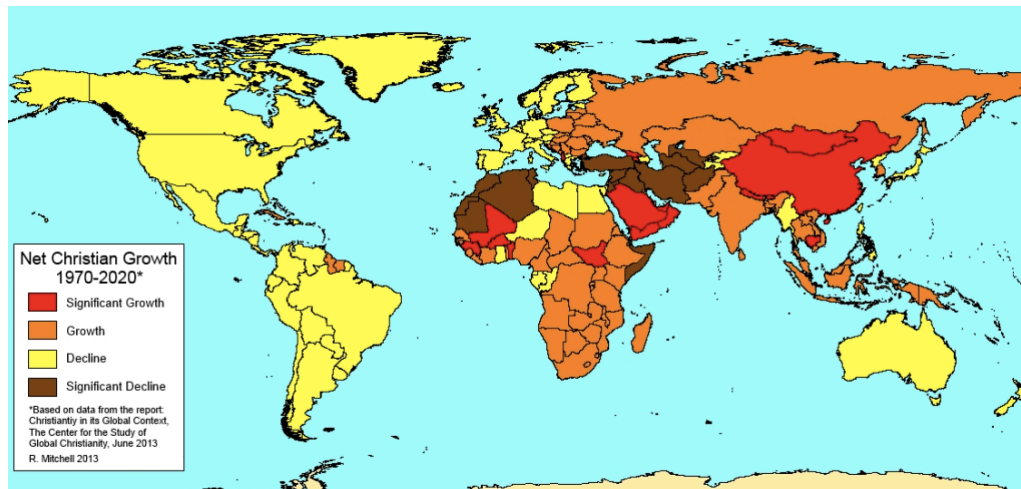 Net Christian Growth
1970-2020*
Significant Growth
Growth
Decline
Significant Decline
*Based on data from the report:
Christiantiy in its Global Context,
The Center for the Study of
Global Christianity, June 2013
R. Mitchell 2013